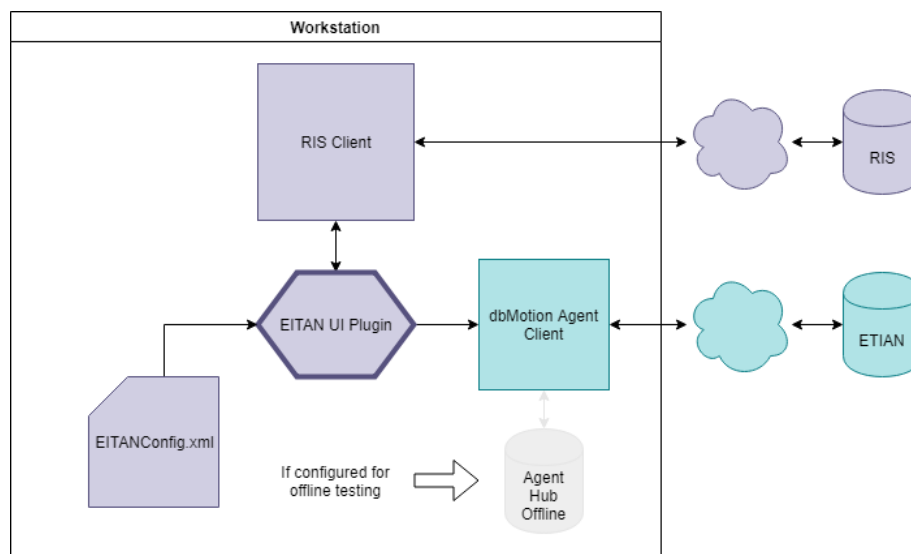 Workstation
RIS Client
RIS
EITAN UI Plugin
dbMotion Agent
Client
ETIAN
EITANConfig.xml
If configured for
offline testing
Agent
Hub
Offline